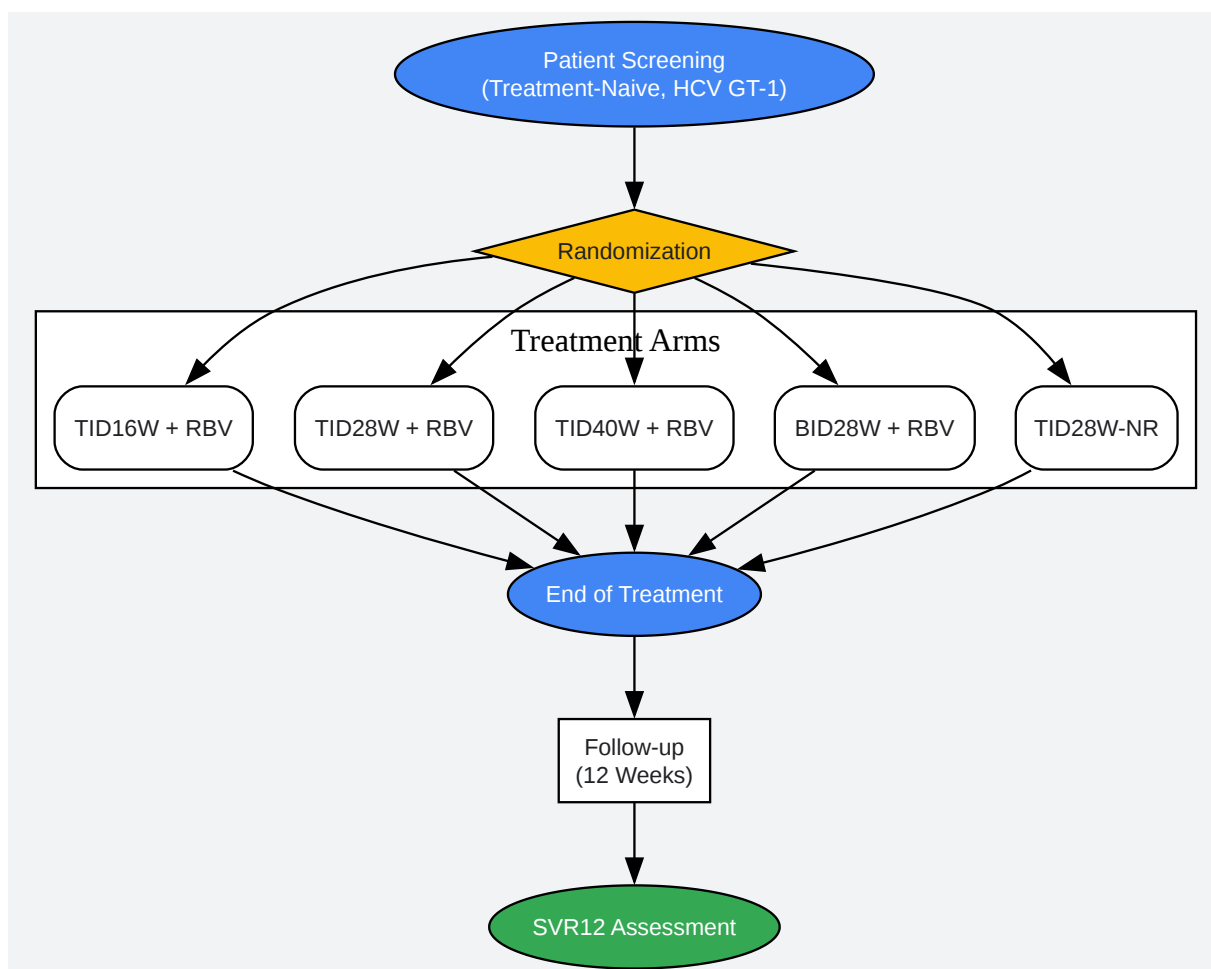 Patient Screening
(Treatment-Naive, HCV GT-1)
Randomization
Treatment Arms
TID16W + RBV
TID28W + RBV
TID40W + RBV
BID28W + RBV
TID28W-NR
End of Treatment
Follow-up
(12 Weeks)
SVR12 Assessment